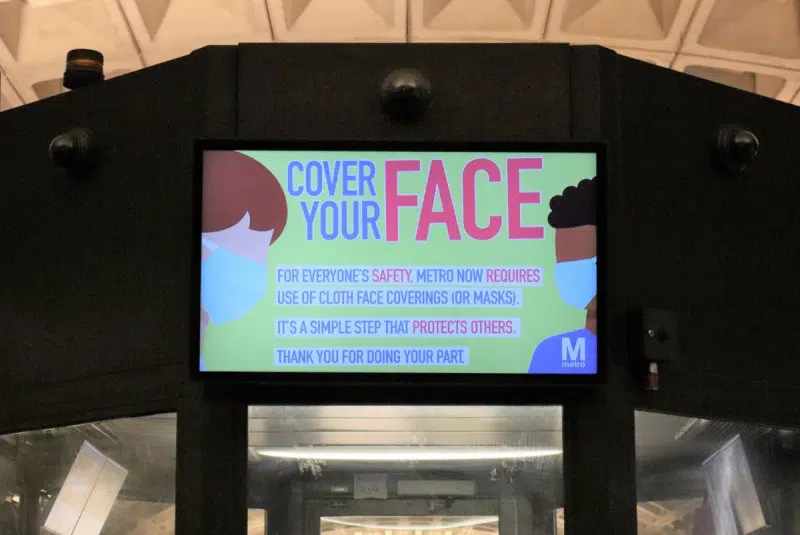 COVER
YOUR FACE
FOR EVERYONE'S SAFETY, METRO NOW REQUIRES
USE OF CLOTH FACE COVERINGS (OR MASKS).
IT'S A SIMPLE STEP THAT PROTECTS OTHERS.
THANK YOU FOR DOING YOUR PART.
M
metro